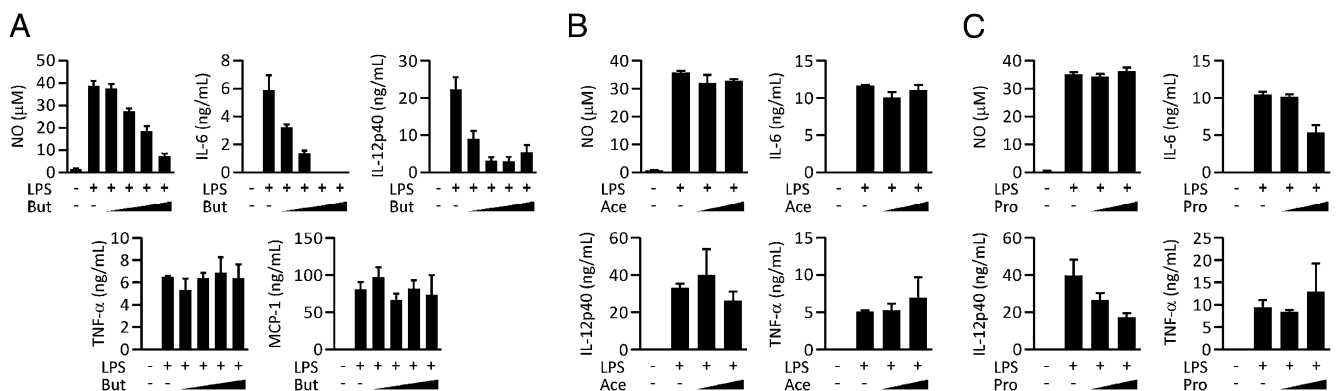 A
B
C
NO (μM)
50
40
30
20
10
0
LPS + + + + +
But - -
IL-6 (ng/mL)
8
6
4
2
0
LPS - + + + + +
But - -
IL-12p40 (ng/mL)
30
20
10
0
LPS - + + + + +
But - -
TNF-α (ng/mL)
10
8
6
4
2
0
LPS - + + + + +
But - -
MCP-1 (ng/mL)
150
100
50
0
LPS - + + + + +
But - -
NO (μM)
50
40
30
20
10
0
LPS - + + +
Ace - -
IL-6 (ng/mL)
15
10
5
0
LPS - + + +
Ace - -
IL-12p40 (ng/mL)
60
40
20
0
LPS - + + +
Ace - -
TNF-α (ng/mL)
15
10
5
0
LPS - + + +
Ace - -
NO (μM)
50
40
30
20
10
0
LPS - + + +
Pro - -
IL-6 (ng/mL)
15
10
5
0
LPS - + + +
Pro - -
IL-12p40 (ng/mL)
60
40
20
0
LPS - + + +
Pro - -
TNF-α (ng/mL)
25
20
15
10
5
0
LPS - + + +
Pro - -